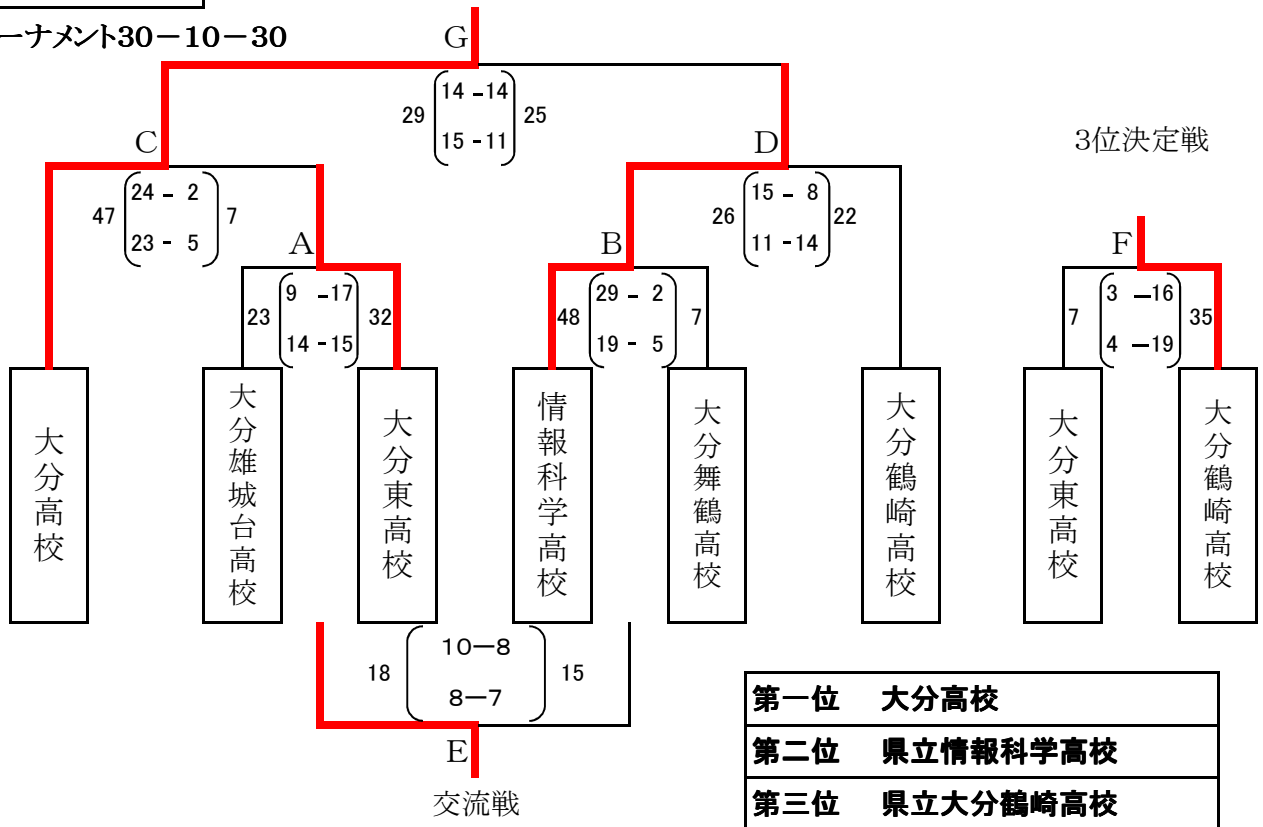 ーナメント30－10－30
G
29 14 -14 25
15 -11
C
D
3位決定戦
47 24 - 2 7
23 - 5
26 15 - 8 22
11 -14
A
B
F
23 9 -17 32
14 -15
48 29 - 2 7
19 - 5
7 3 －16 35
4 －19
大分高校
大分雄城台高校
大分東高校
情報科学高校
大分舞鶴高校
大分鶴崎高校
大分東高校
大分鶴崎高校
18 10－8 15
8－7
E
交流戦
第一位 大分高校
第二位 県立情報科学高校
第三位 県立大分鶴崎高校